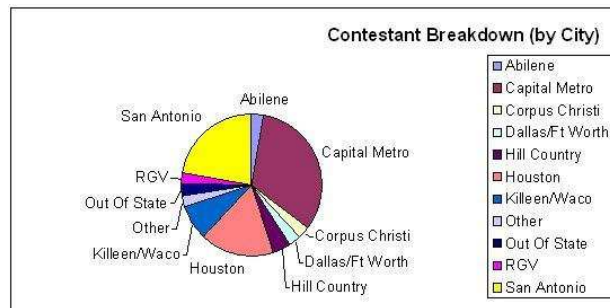 Contestant Breakdown (by City)
Abilene
San Antonio
Capital Metro
RGV
Out Of State
Other
Killeen/Waco
Houston
Hill Country
Dallas/Ft Worth
Corpus Christi
Abilene
Capital Metro
Corpus Christi
Dallas/Ft Worth
Hill Country
Houston
Killeen/Waco
Other
Out Of State
RGV
San Antonio